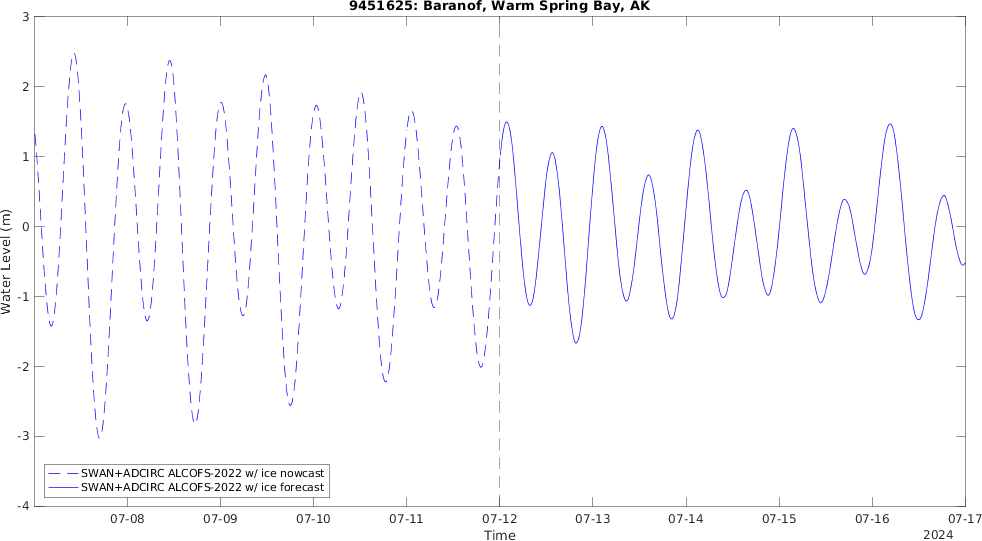 9451625: Baranof, Warm Spring Bay, AK
3
2
1
0
-1
-2
-3
-4
Water Level (m)
SWAN+ADCIRC ALCOFS-2022 w/ ice nowcast
SWAN+ADCIRC ALCOFS-2022 w/ ice forecast
07-08 07-09 07-10 07-11 07-12 07-13 07-14 07-15 07-16 07-17
Time
2024